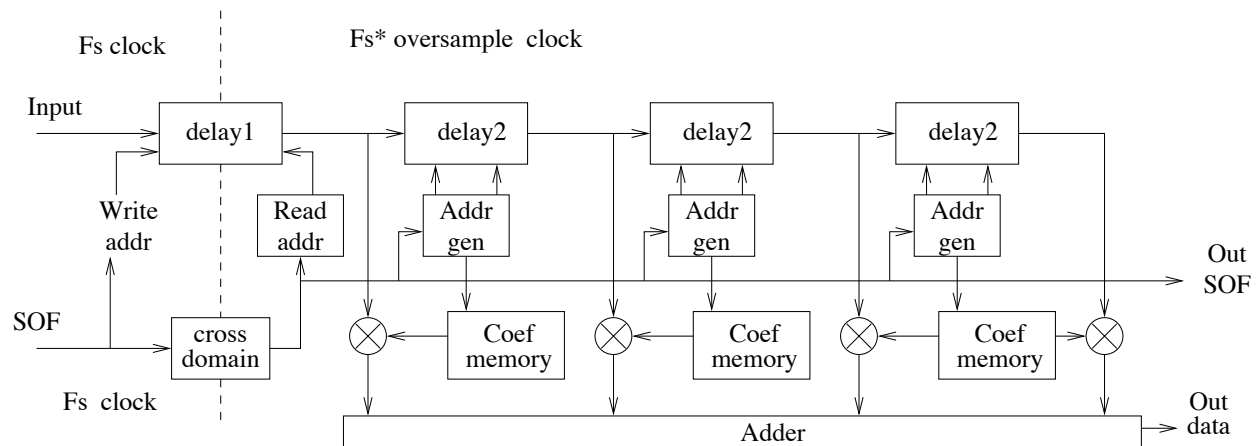 Fs clock
Fs* oversample clock
Input
delay1
delay2
delay2
delay2
Write
addr
Read
addr
Addr
gen
Addr
gen
Addr
gen
Out
SOF
SOF
cross
domain
Coef
memory
Coef
memory
Coef
memory
Fs clock
Adder
Out
data